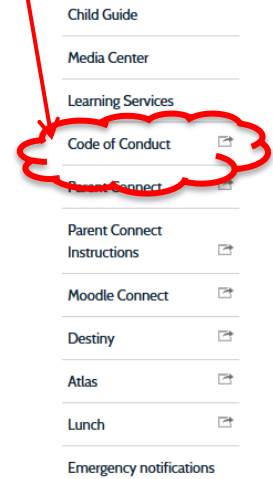 Child Guide
Media Center
Learning Services
Code of Conduct
Parent Connect
Parent Connect
Instructions
Moodle Connect
Destiny
Atlas
Lunch
Emergency notifications